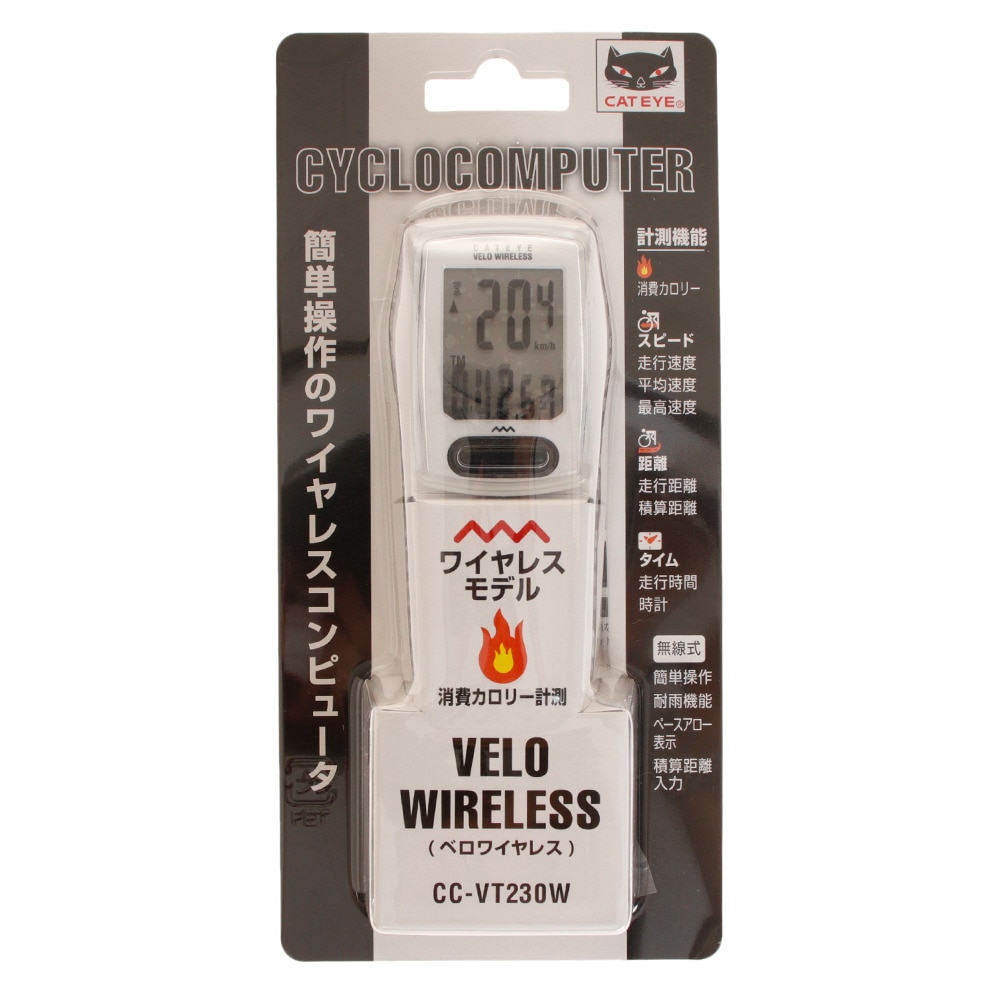 CAT EYE®
CYCLOCOMPUTER
簡単操作のワイヤレスコンピュータ
CATEYE
VELO WIRELESS
20.4
km/h
TM
計測機能
消費カロリー
スピード
走行速度
平均速度
最高速度
距離
走行距離
積算距離
タイム
走行時間
時計
無線式
簡単操作
耐雨機能
ペースアロー
表示
積算距離
入力
ワイヤレス
モデル
消費カロリー計測
VELO
WIRELESS
(ベロワイヤレス)
CC-VT230W
PET